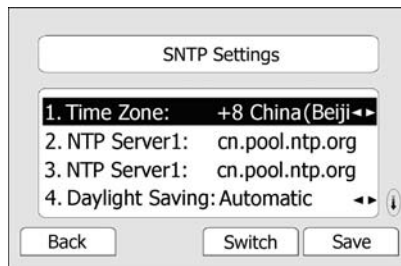 SNTP Settings
1. Time Zone: +8 China(Beiji
2. NTP Server1: cn.pool.ntp.org
3. NTP Server1: cn.pool.ntp.org
4. Daylight Saving: Automatic
Back Switch Save